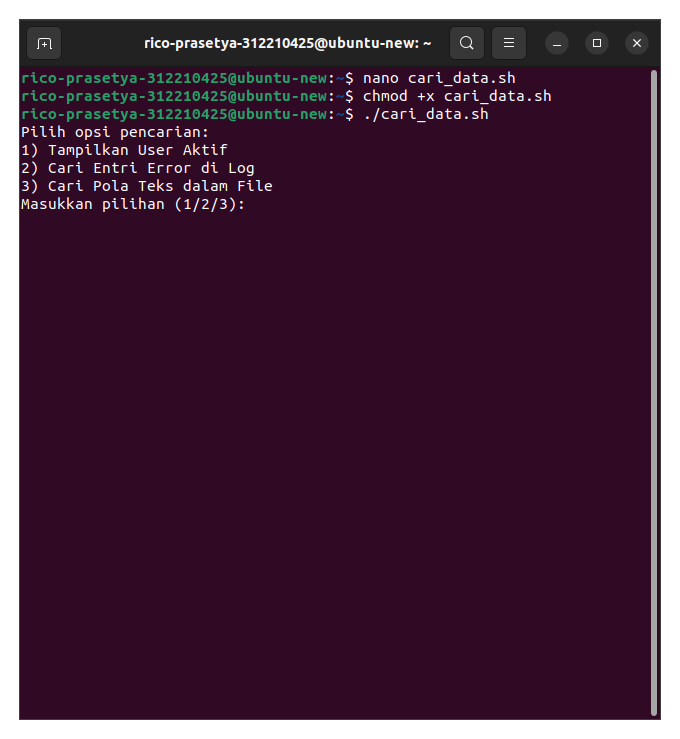 rico-prasetya-312210425@ubuntu-new: ~
rico-prasetya-312210425@ubuntu-new:~$ nano cari_data.sh
rico-prasetya-312210425@ubuntu-new:~$ chmod +x cari_data.sh
rico-prasetya-312210425@ubuntu-new:~$ ./cari_data.sh
Pilih opsi pencarian:
1) Tampilkan User Aktif
2) Cari Entri Error di Log
3) Cari Pola Teks dalam File
Masukkan pilihan (1/2/3):